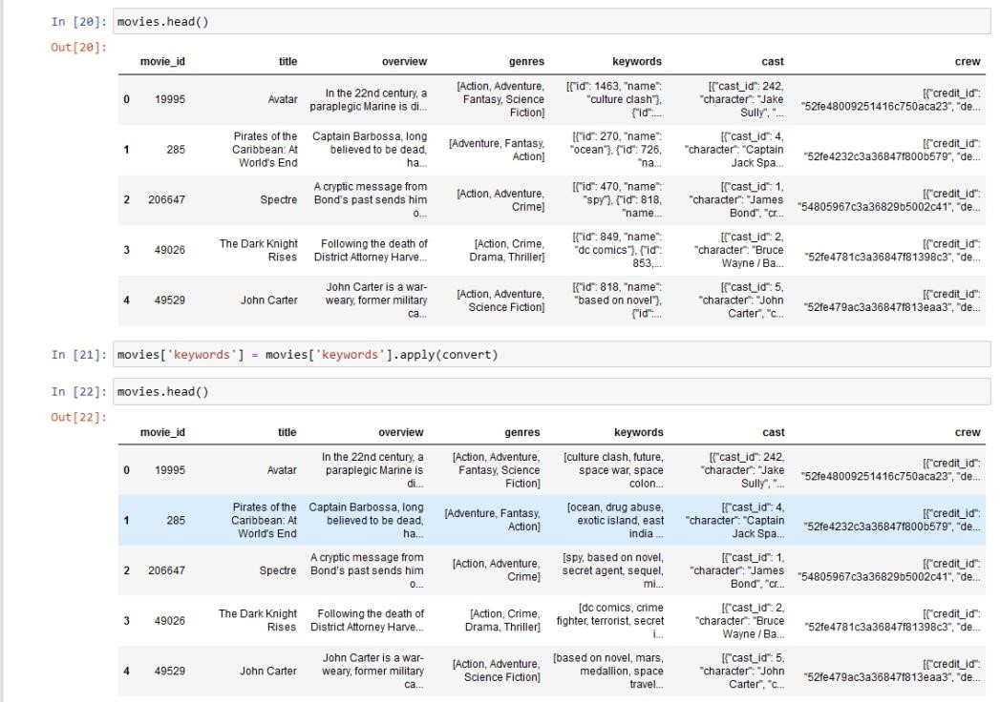 In [20]: movies.head()
Out[20]:
movie_id title overview genres keywords cast crew
0 19995 Avatar In the 22nd century, a paraplegic Marine is di... [Action, Adventure, Fantasy, Science Fiction] [{"id": 1463, "name": "culture clash"}, {"id":... [{"cast_id": 242, "character": "Jake Sully", "... [{"credit_id": "52fe48009251416c750aca23", "de...
1 285 Pirates of the Caribbean: At World's End Captain Barbossa, long believed to be dead, ha... [Adventure, Fantasy, Action] [{"id": 270, "name": "ocean"}, {"id": 726, "na... [{"cast_id": 4, "character": "Captain Jack Spa... [{"credit_id": "52fe4232c3a36847f800b579", "de...
2 206647 Spectre A cryptic message from Bond's past sends him o... [Action, Adventure, Crime] [{"id": 470, "name": "spy"}, {"id": 818, "name... [{"cast_id": 1, "character": "James Bond", "cr... [{"credit_id": "54805967c3a36829b5002c41", "de...
3 49026 The Dark Knight Rises Following the death of District Attorney Harve... [Action, Crime, Drama, Thriller] [{"id": 849, "name": "dc comics"}, {"id": 853,... [{"cast_id": 2, "character": "Bruce Wayne / Ba... [{"credit_id": "52fe4781c3a36847f81398c3", "de...
4 49529 John Carter John Carter is a war-weary, former military ca... [Action, Adventure, Science Fiction] [{"id": 818, "name": "based on novel"}, {"id":... [{"cast_id": 5, "character": "John Carter", "c... [{"credit_id": "52fe479ac3a36847f813eaa3", "de...
In [21]: movies['keywords'] = movies['keywords'].apply(convert)
In [22]: movies.head()
Out[22]:
movie_id title overview genres keywords cast crew
0 19995 Avatar In the 22nd century, a paraplegic Marine is di... [Action, Adventure, Fantasy, Science Fiction] [culture clash, future, space war, space colon... [{"cast_id": 242, "character": "Jake Sully", "... [{"credit_id": "52fe48009251416c750aca23", "de...
1 285 Pirates of the Caribbean: At World's End Captain Barbossa, long believed to be dead, ha... [Adventure, Fantasy, Action] [ocean, drug abuse, exotic island, east india ... [{"cast_id": 4, "character": "Captain Jack Spa... [{"credit_id": "52fe4232c3a36847f800b579", "de...
2 206647 Spectre A cryptic message from Bond's past sends him o... [Action, Adventure, Crime] [spy, based on novel, secret agent, sequel, mi... [{"cast_id": 1, "character": "James Bond", "cr... [{"credit_id": "54805967c3a36829b5002c41", "de...
3 49026 The Dark Knight Rises Following the death of District Attorney Harve... [Action, Crime, Drama, Thriller] [dc comics, crime fighter, terrorist, secret i... [{"cast_id": 2, "character": "Bruce Wayne / Ba... [{"credit_id": "52fe4781c3a36847f81398c3", "de...
4 49529 John Carter John Carter is a war-weary, former military ca... [Action, Adventure, Science Fiction] [based on novel, mars, medallion, space travel... [{"cast_id": 5, "character": "John Carter", "c... [{"credit_id": "52fe479ac3a36847f813eaa3", "de...